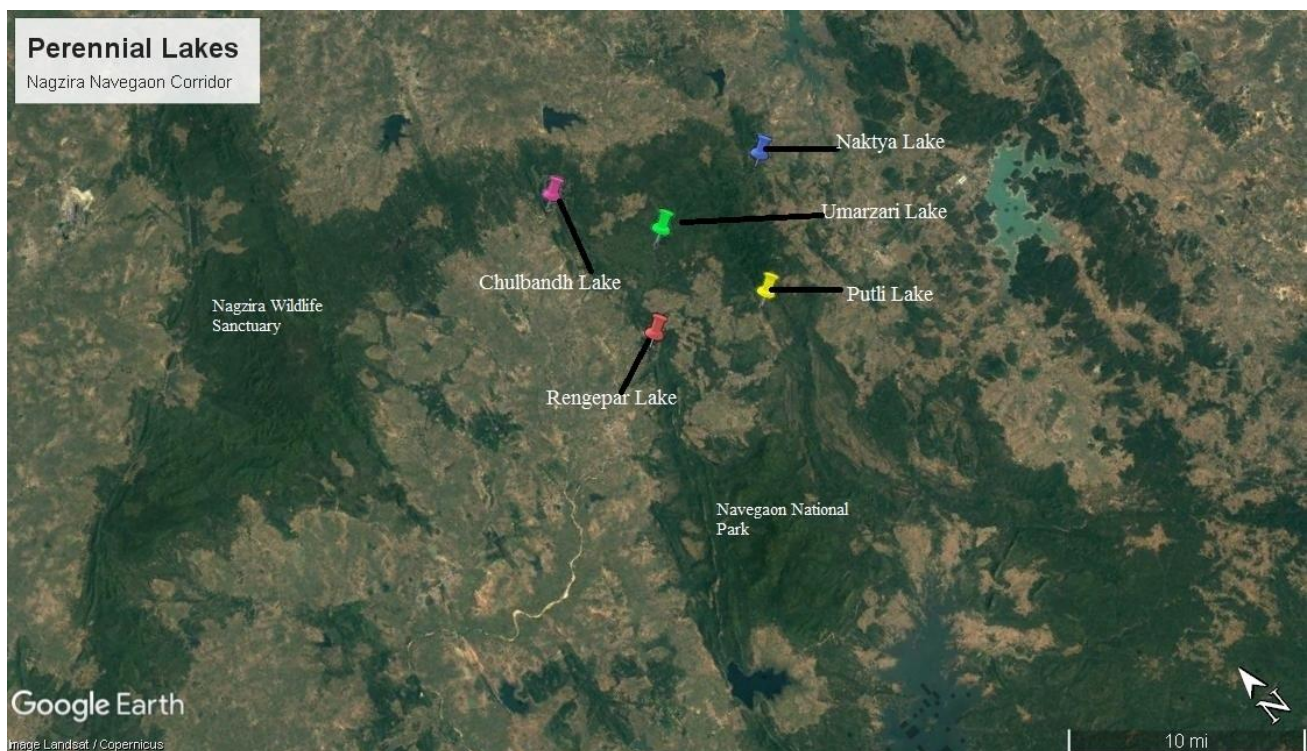 Perennial Lakes
Nagzira Navegaon Corridor
Naktya Lake
Umarzari Lake
Chulbandh Lake
Putli Lake
Nagzira Wildlife
Sanctuary
Rengepar Lake
Navegaon National
Park
Google Earth
N
10 mi
Image Landsat / Copernicus